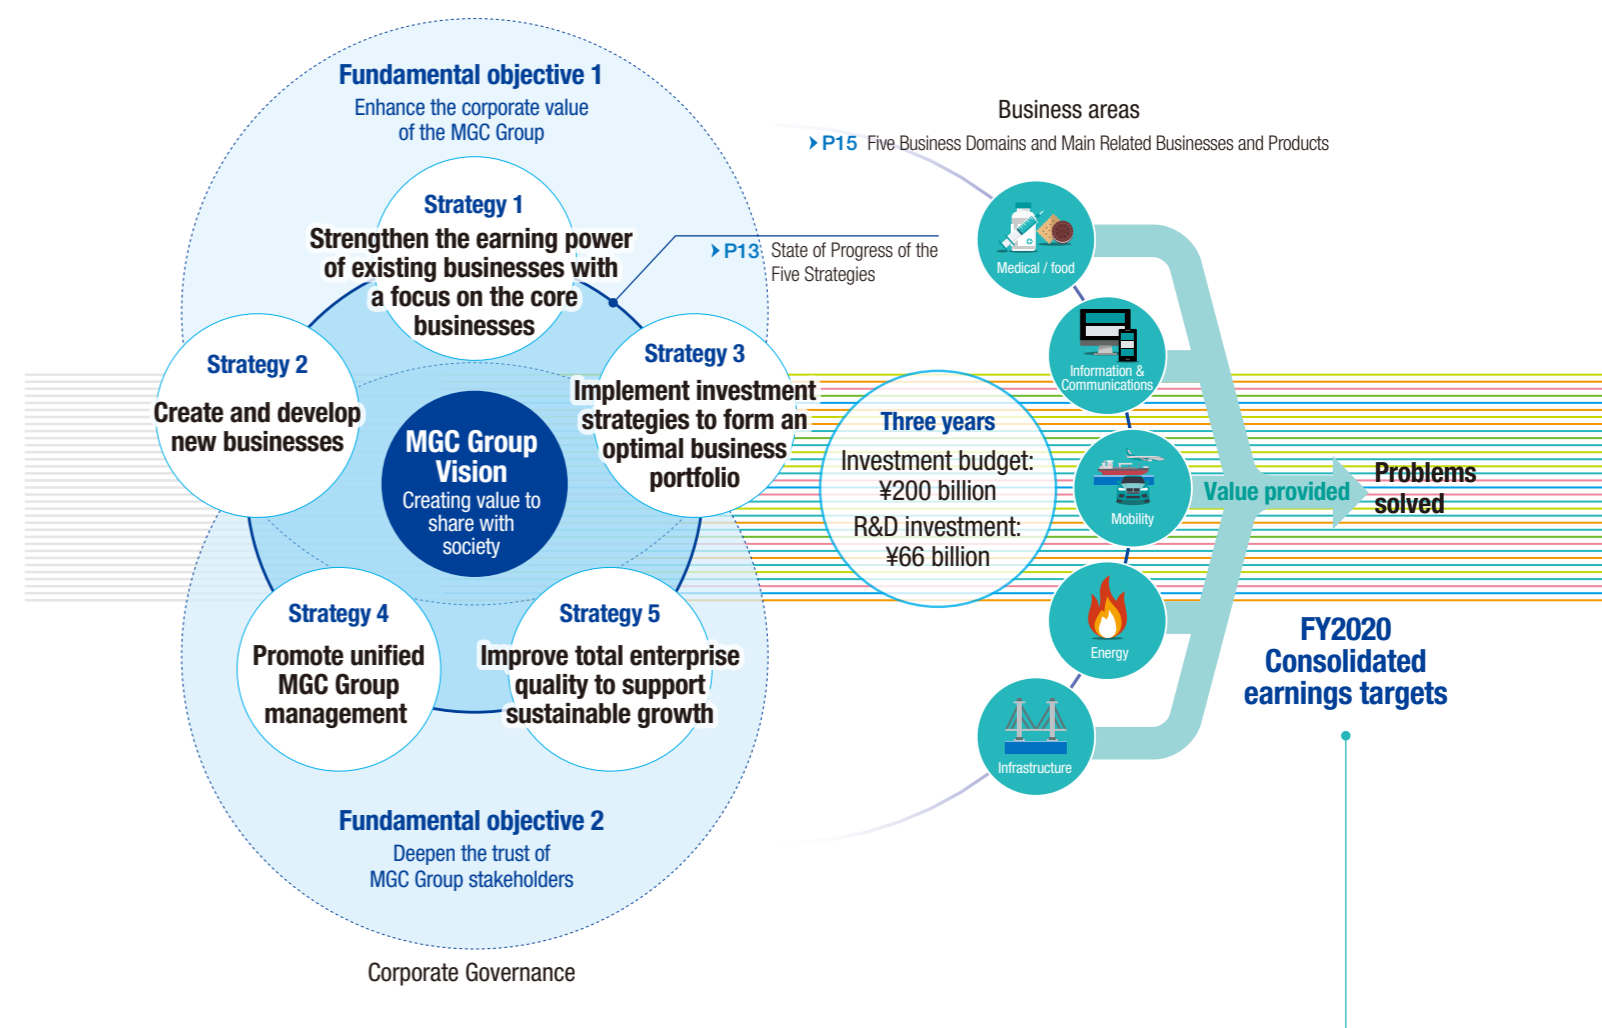 Fundamental objective 1
Enhance the corporate value
of the MGC Group
Strategy 1
Strengthen the earning power
of existing businesses with
a focus on the core
businesses
Strategy 2
Create and develop
new businesses
Strategy 3
Implement investment
strategies to form an
optimal business
portfolio
MGC Group
Vision
Creating value to
share with
society
Strategy 4
Promote unified
MGC Group
management
Strategy 5
Improve total enterprise
quality to support
sustainable growth
Fundamental objective 2
Deepen the trust of
MGC Group stakeholders
Corporate Governance
P13 State of Progress of the
Five Strategies
Business areas
P15 Five Business Domains and Main Related Businesses and Products
Three years
Investment budget:
¥200 billion
R&D investment:
¥66 billion
Medical / food
Information &
Communications
Mobility
Energy
Infrastructure
Value provided
Problems
solved
FY2020
Consolidated
earnings targets